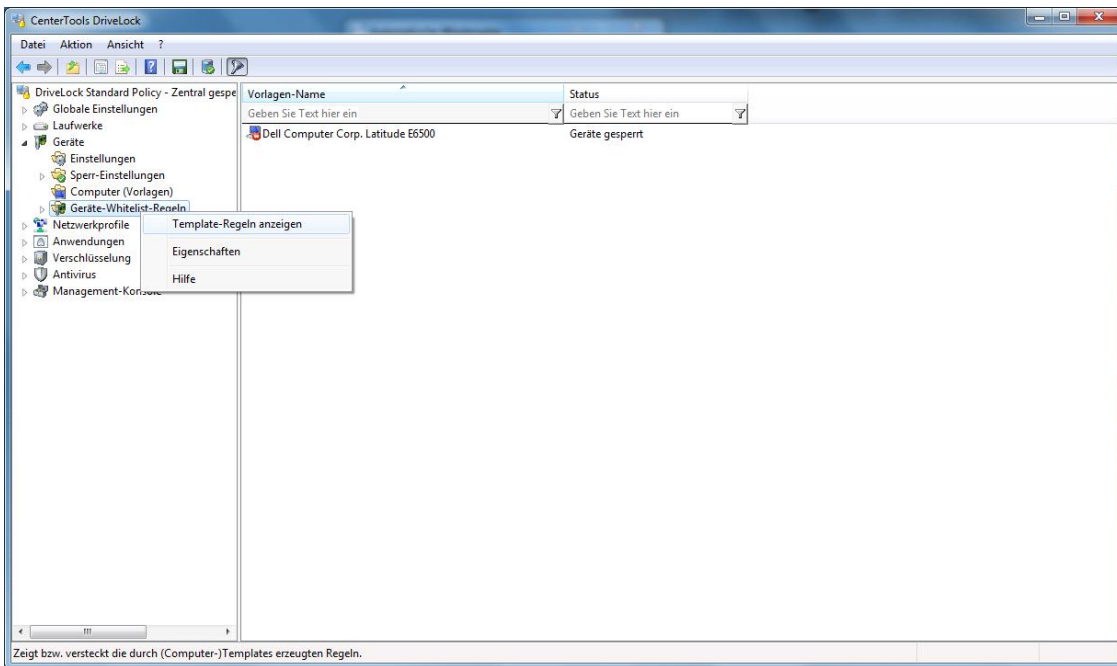 CenterTools DriveLock
Datei Aktion Ansicht ?
DriveLock Standard Policy - Zentral gespe
Globale Einstellungen
Laufwerke
Geräte
Einstellungen
Sperr-Einstellungen
Computer (Vorlagen)
Geräte-Whitelist-Regeln
Netzwerkprofile
Anwendungen
Verschlüsselung
Antivirus
Management-Konsole
Template-Regeln anzeigen
Eigenschaften
Hilfe
Vorlagen-Name Status
Geben Sie Text hier ein Geben Sie Text hier ein
Dell Computer Corp. Latitude E6500 Geräte gesperrt
Zeigt bzw. versteckt die durch (Computer-)Templates erzeugten Regeln.